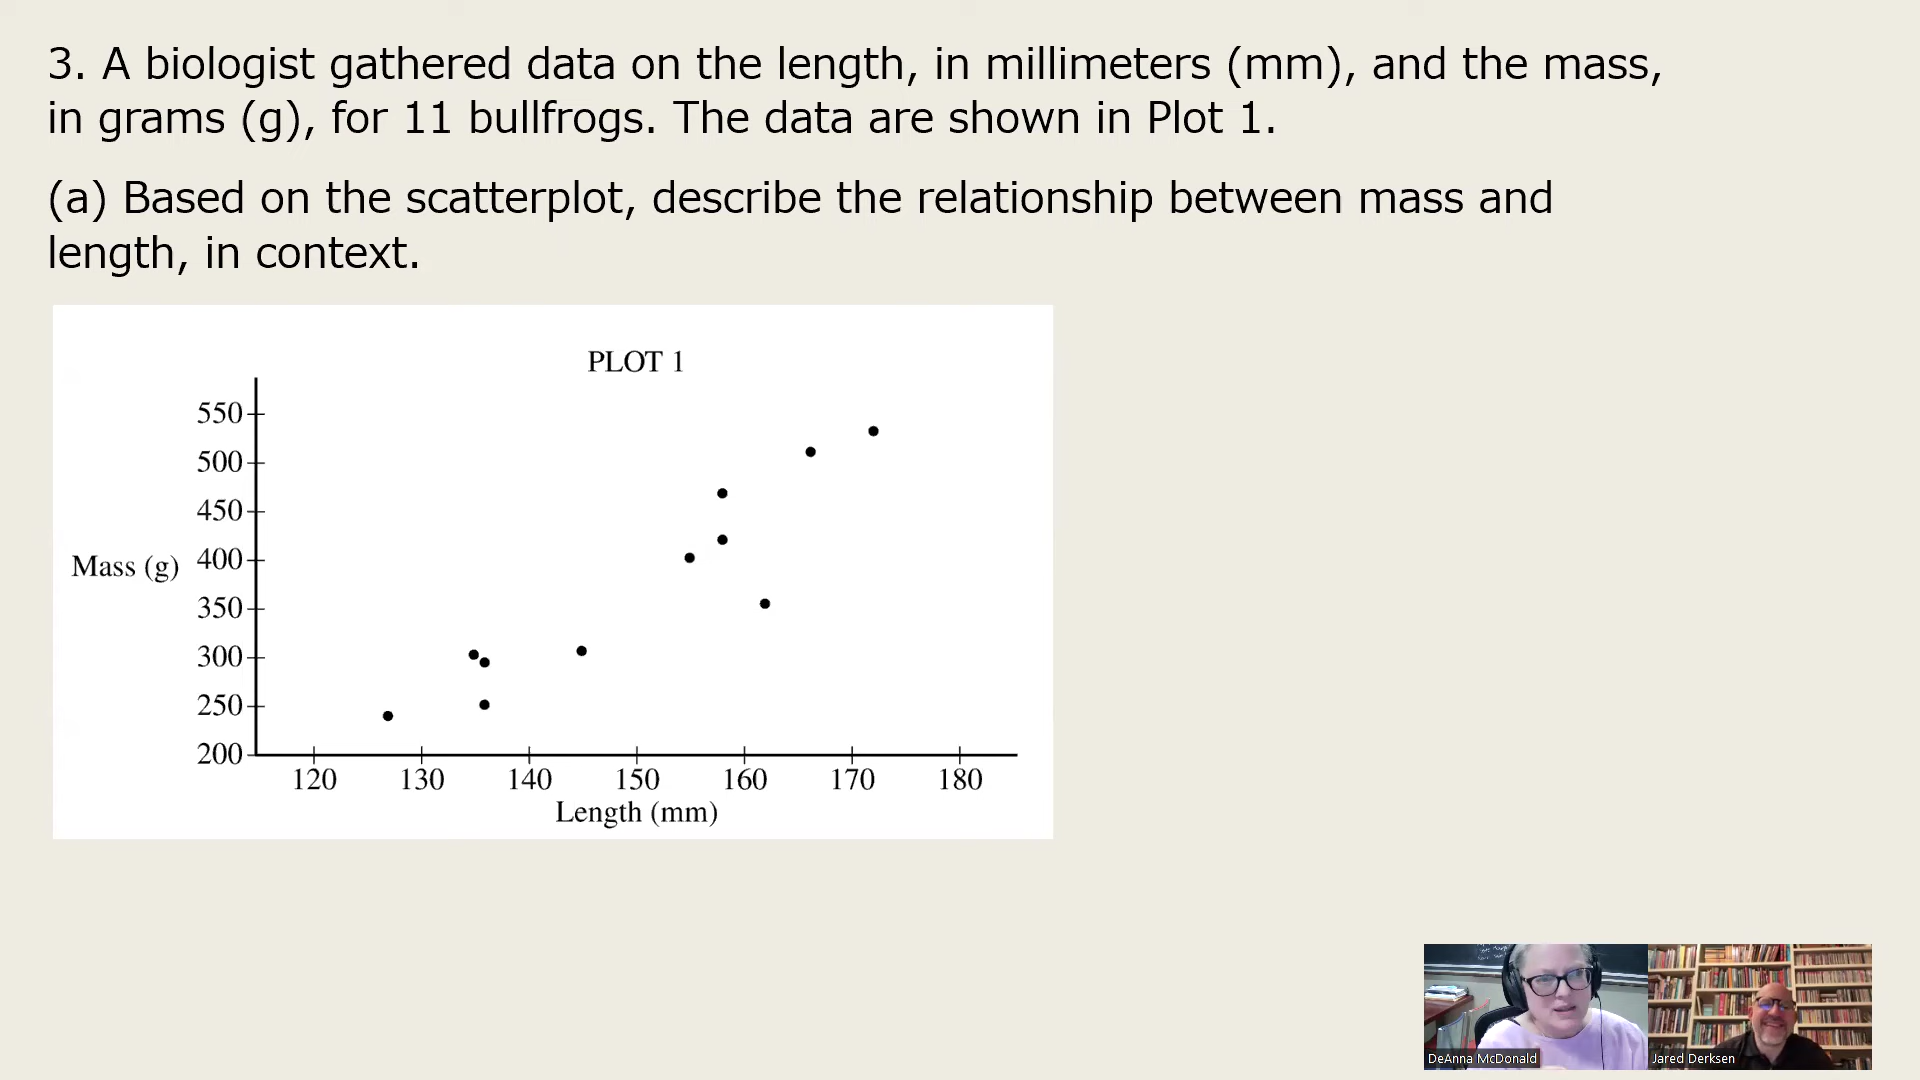 3. A biologist gathered data on the length, in millimeters (mm), and the mass,
in grams (g), for 11 bullfrogs. The data are shown in Plot 1.
(a) Based on the scatterplot, describe the relationship between mass and
length, in context.
PLOT 1
550
500
450
400
350
300
250
200
Mass (g)
120 130 140 150 160 170 180
Length (mm)
DeAnna McDonald
Jared Derksen